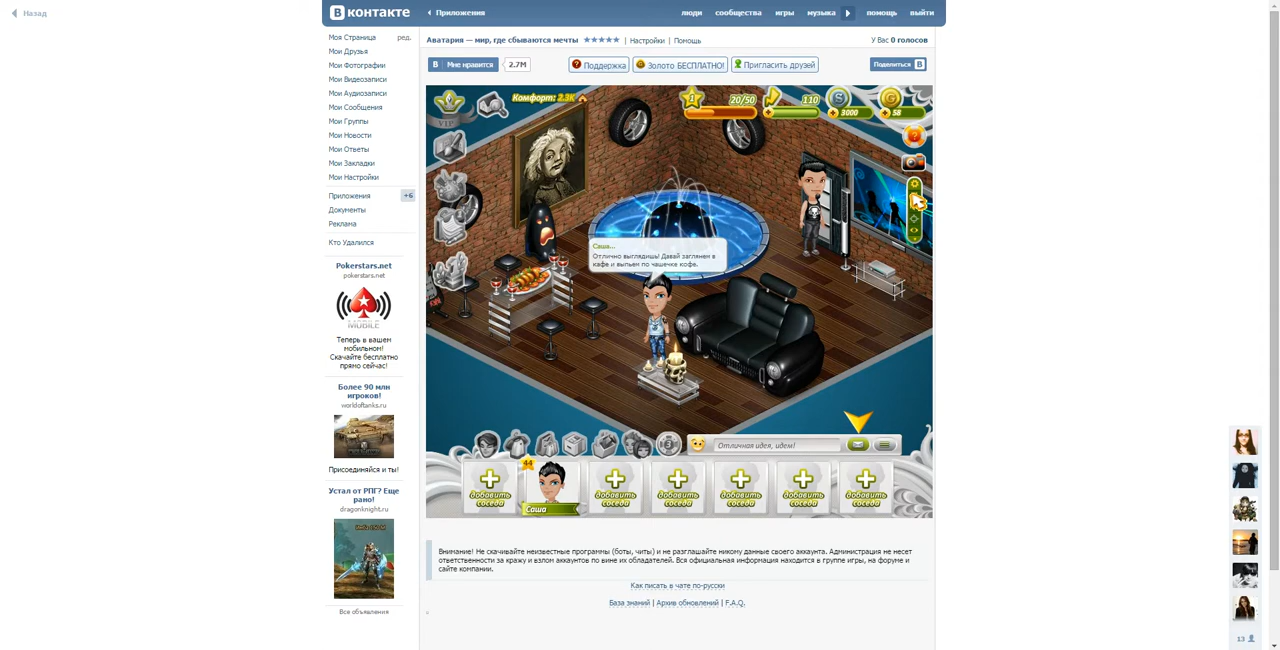 Назад
В контакте
Приложения
люди сообщества игры музыка помощь выйти
Моя Страница ред.
Мои Друзья
Мои Фотографии
Мои Видеозаписи
Мои Аудиозаписи
Мои Сообщения
Мои Группы
Мои Новости
Мои Ответы
Мои Закладки
Мои Настройки
Приложения +6
Документы
Реклама
Кто Удалился
Pokerstars.net
pokerstars.net
MOBILE
Теперь в вашем
мобильном!
Скачайте бесплатно
прямо сейчас!
Более 90 млн
игроков!
worldoftanks.ru
Присоединяйся и ты!
Устал от РПГ? Еще
рано!
dragonknight.ru
Все объявления
Аватария — мир, где сбываются мечты | Настройки | Помощь
У Вас 0 голосов
В Мне нравится 2.7M
Поддержка
Золото БЕСПЛАТНО!
Пригласить друзей
Поделиться В
VIP
Комфорт: 2.3K
1 20/50
110
S 3000
G 58
Саша...
Отлично выглядишь! Давай заглянем в
кафе и выпьем по чашечке кофе.
3
Отличная идея, идем!
добавить соседа
44
Саша
добавить соседа
добавить соседа
добавить соседа
добавить соседа
добавить соседа
Внимание! Не скачивайте неизвестные программы (боты, читы) и не разглашайте никому данные своего аккаунта. Администрация не несет
ответственности за кражу и взлом аккаунтов по вине их обладателей. Вся официальная информация находится в группе игры, на форуме и
сайте компании.
Как писать в чате по-русски
База знаний | Архив обновлений | F.A.Q.
13